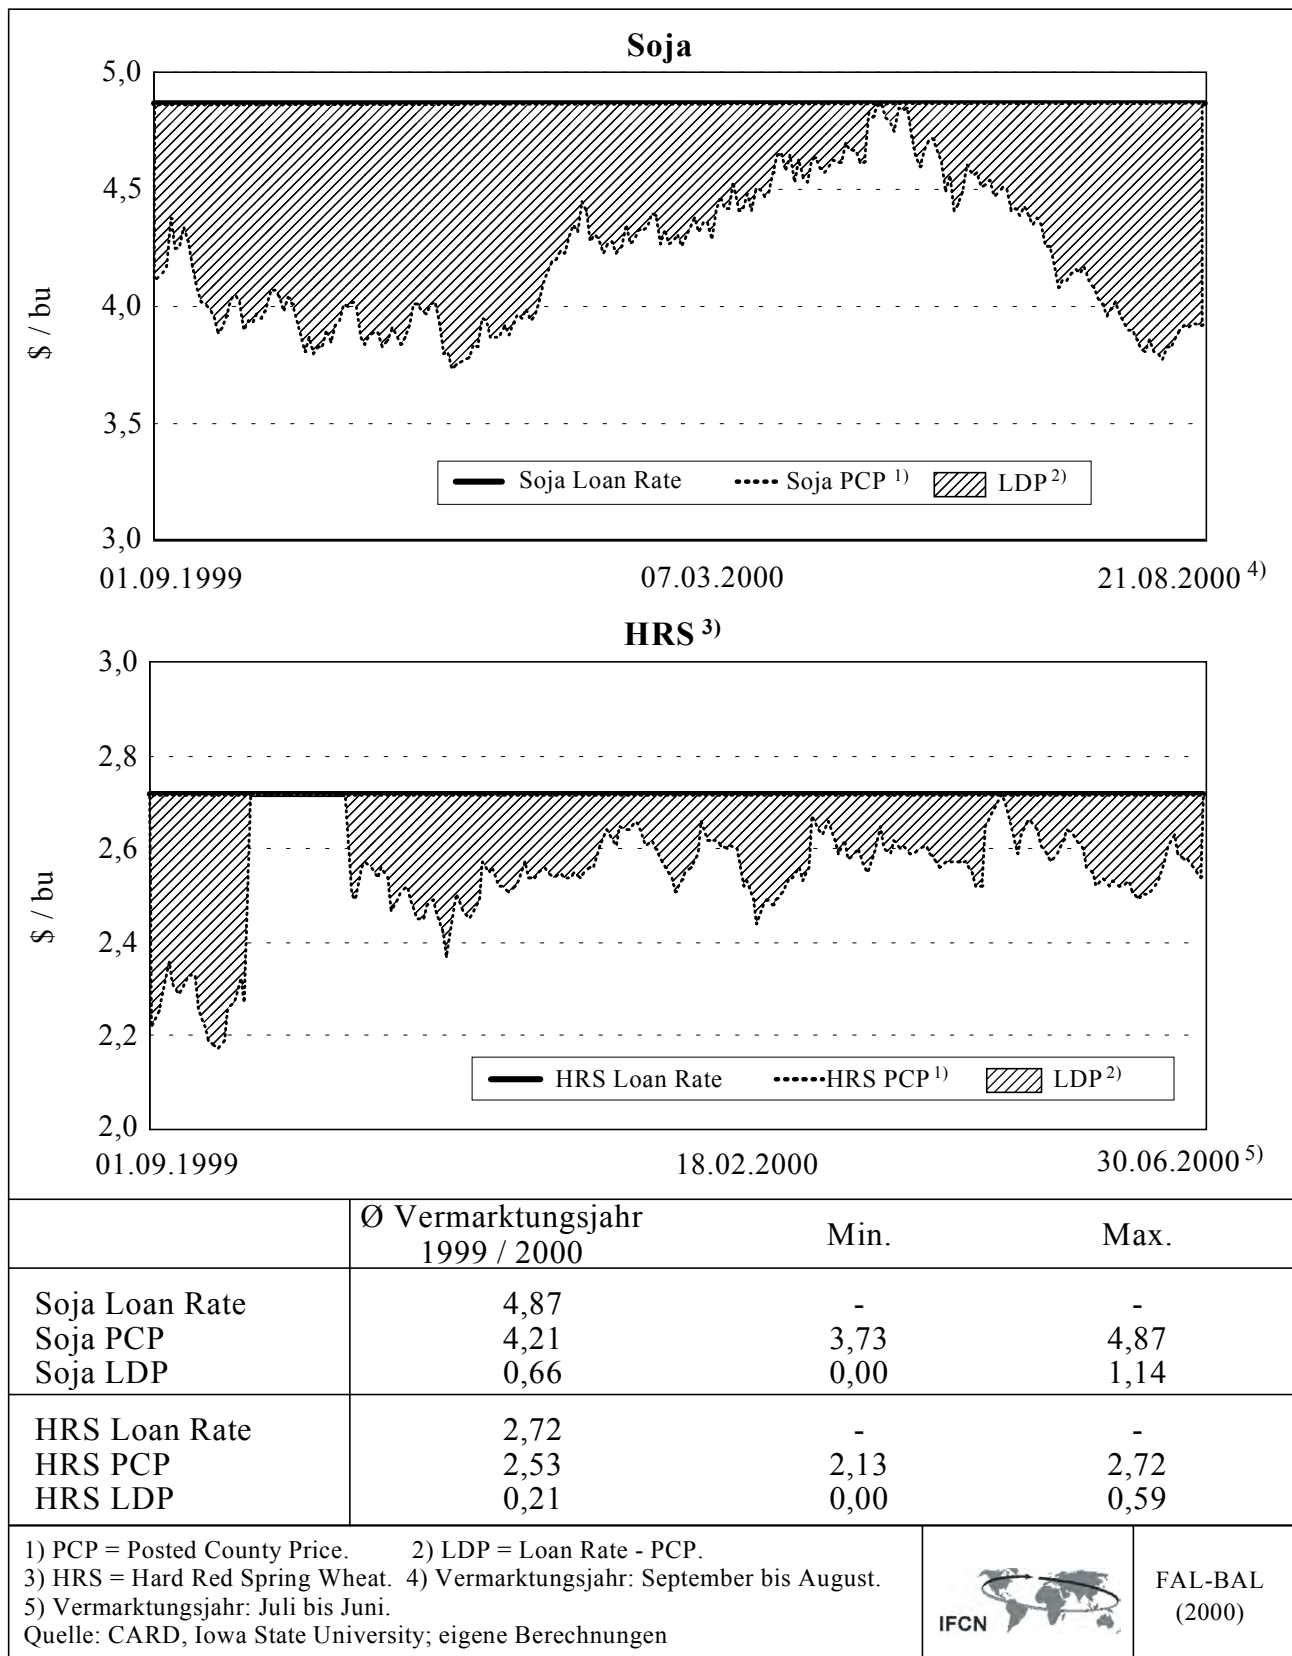 Soja
5,0
4,5
4,0
3,5
3,0
$ / bu
Soja Loan Rate Soja PCP 1) LDP 2)
01.09.1999 07.03.2000 21.08.2000 4)
HRS 3)
3,0
2,8
2,6
2,4
2,2
2,0
$ / bu
HRS Loan Rate HRS PCP 1) LDP 2)
01.09.1999 18.02.2000 30.06.2000 5)
Ø Vermarktungsjahr
1999 / 2000 Min. Max.
Soja Loan Rate 4,87 - -
Soja PCP 4,21 3,73 4,87
Soja LDP 0,66 0,00 1,14
HRS Loan Rate 2,72 - -
HRS PCP 2,53 2,13 2,72
HRS LDP 0,21 0,00 0,59
1) PCP = Posted County Price. 2) LDP = Loan Rate - PCP.
3) HRS = Hard Red Spring Wheat. 4) Vermarktungsjahr: September bis August.
5) Vermarktungsjahr: Juli bis Juni.
Quelle: CARD, Iowa State University; eigene Berechnungen
IFCN
FAL-BAL
(2000)